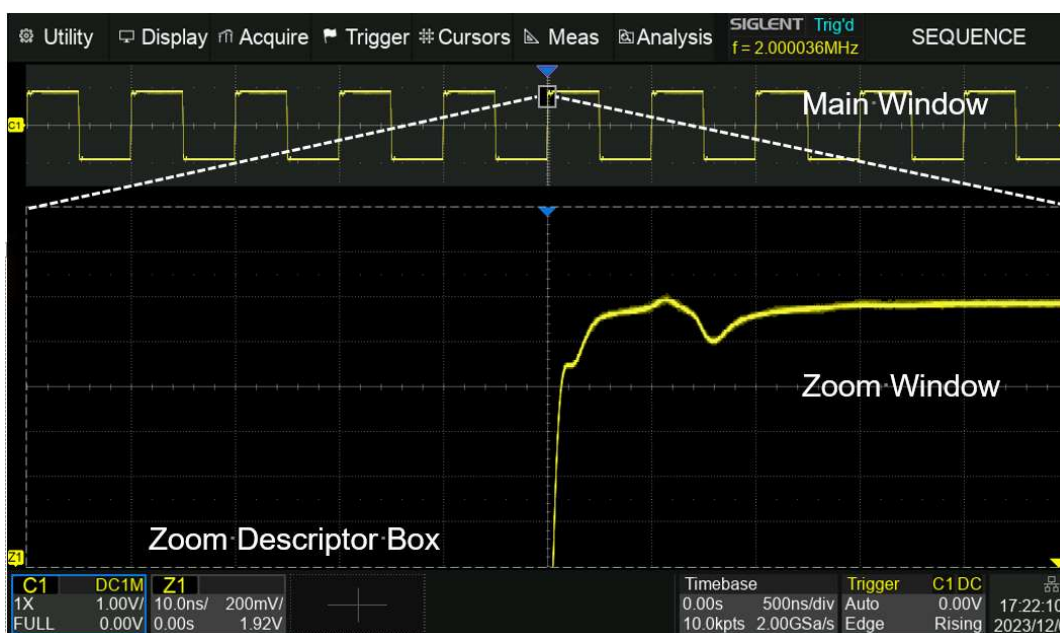 Utility Display Acquire Trigger Cursors Meas Analysis SIGLENT Trig'd SEQUENCE
f = 2.000036MHz
Main·Window
C1
Zoom·Window
Zoom·Descriptor·Box
Z1
C1 DC1M Z1 Timebase Trigger C1 DC
1X 1.00V/ 10.0ns/ 200mV/ 0.00s 500ns/div Auto 0.00V 17:22:10
FULL 0.00V 0.00s 1.92V 10.0kpts 2.00GSa/s Edge Rising 2023/12/